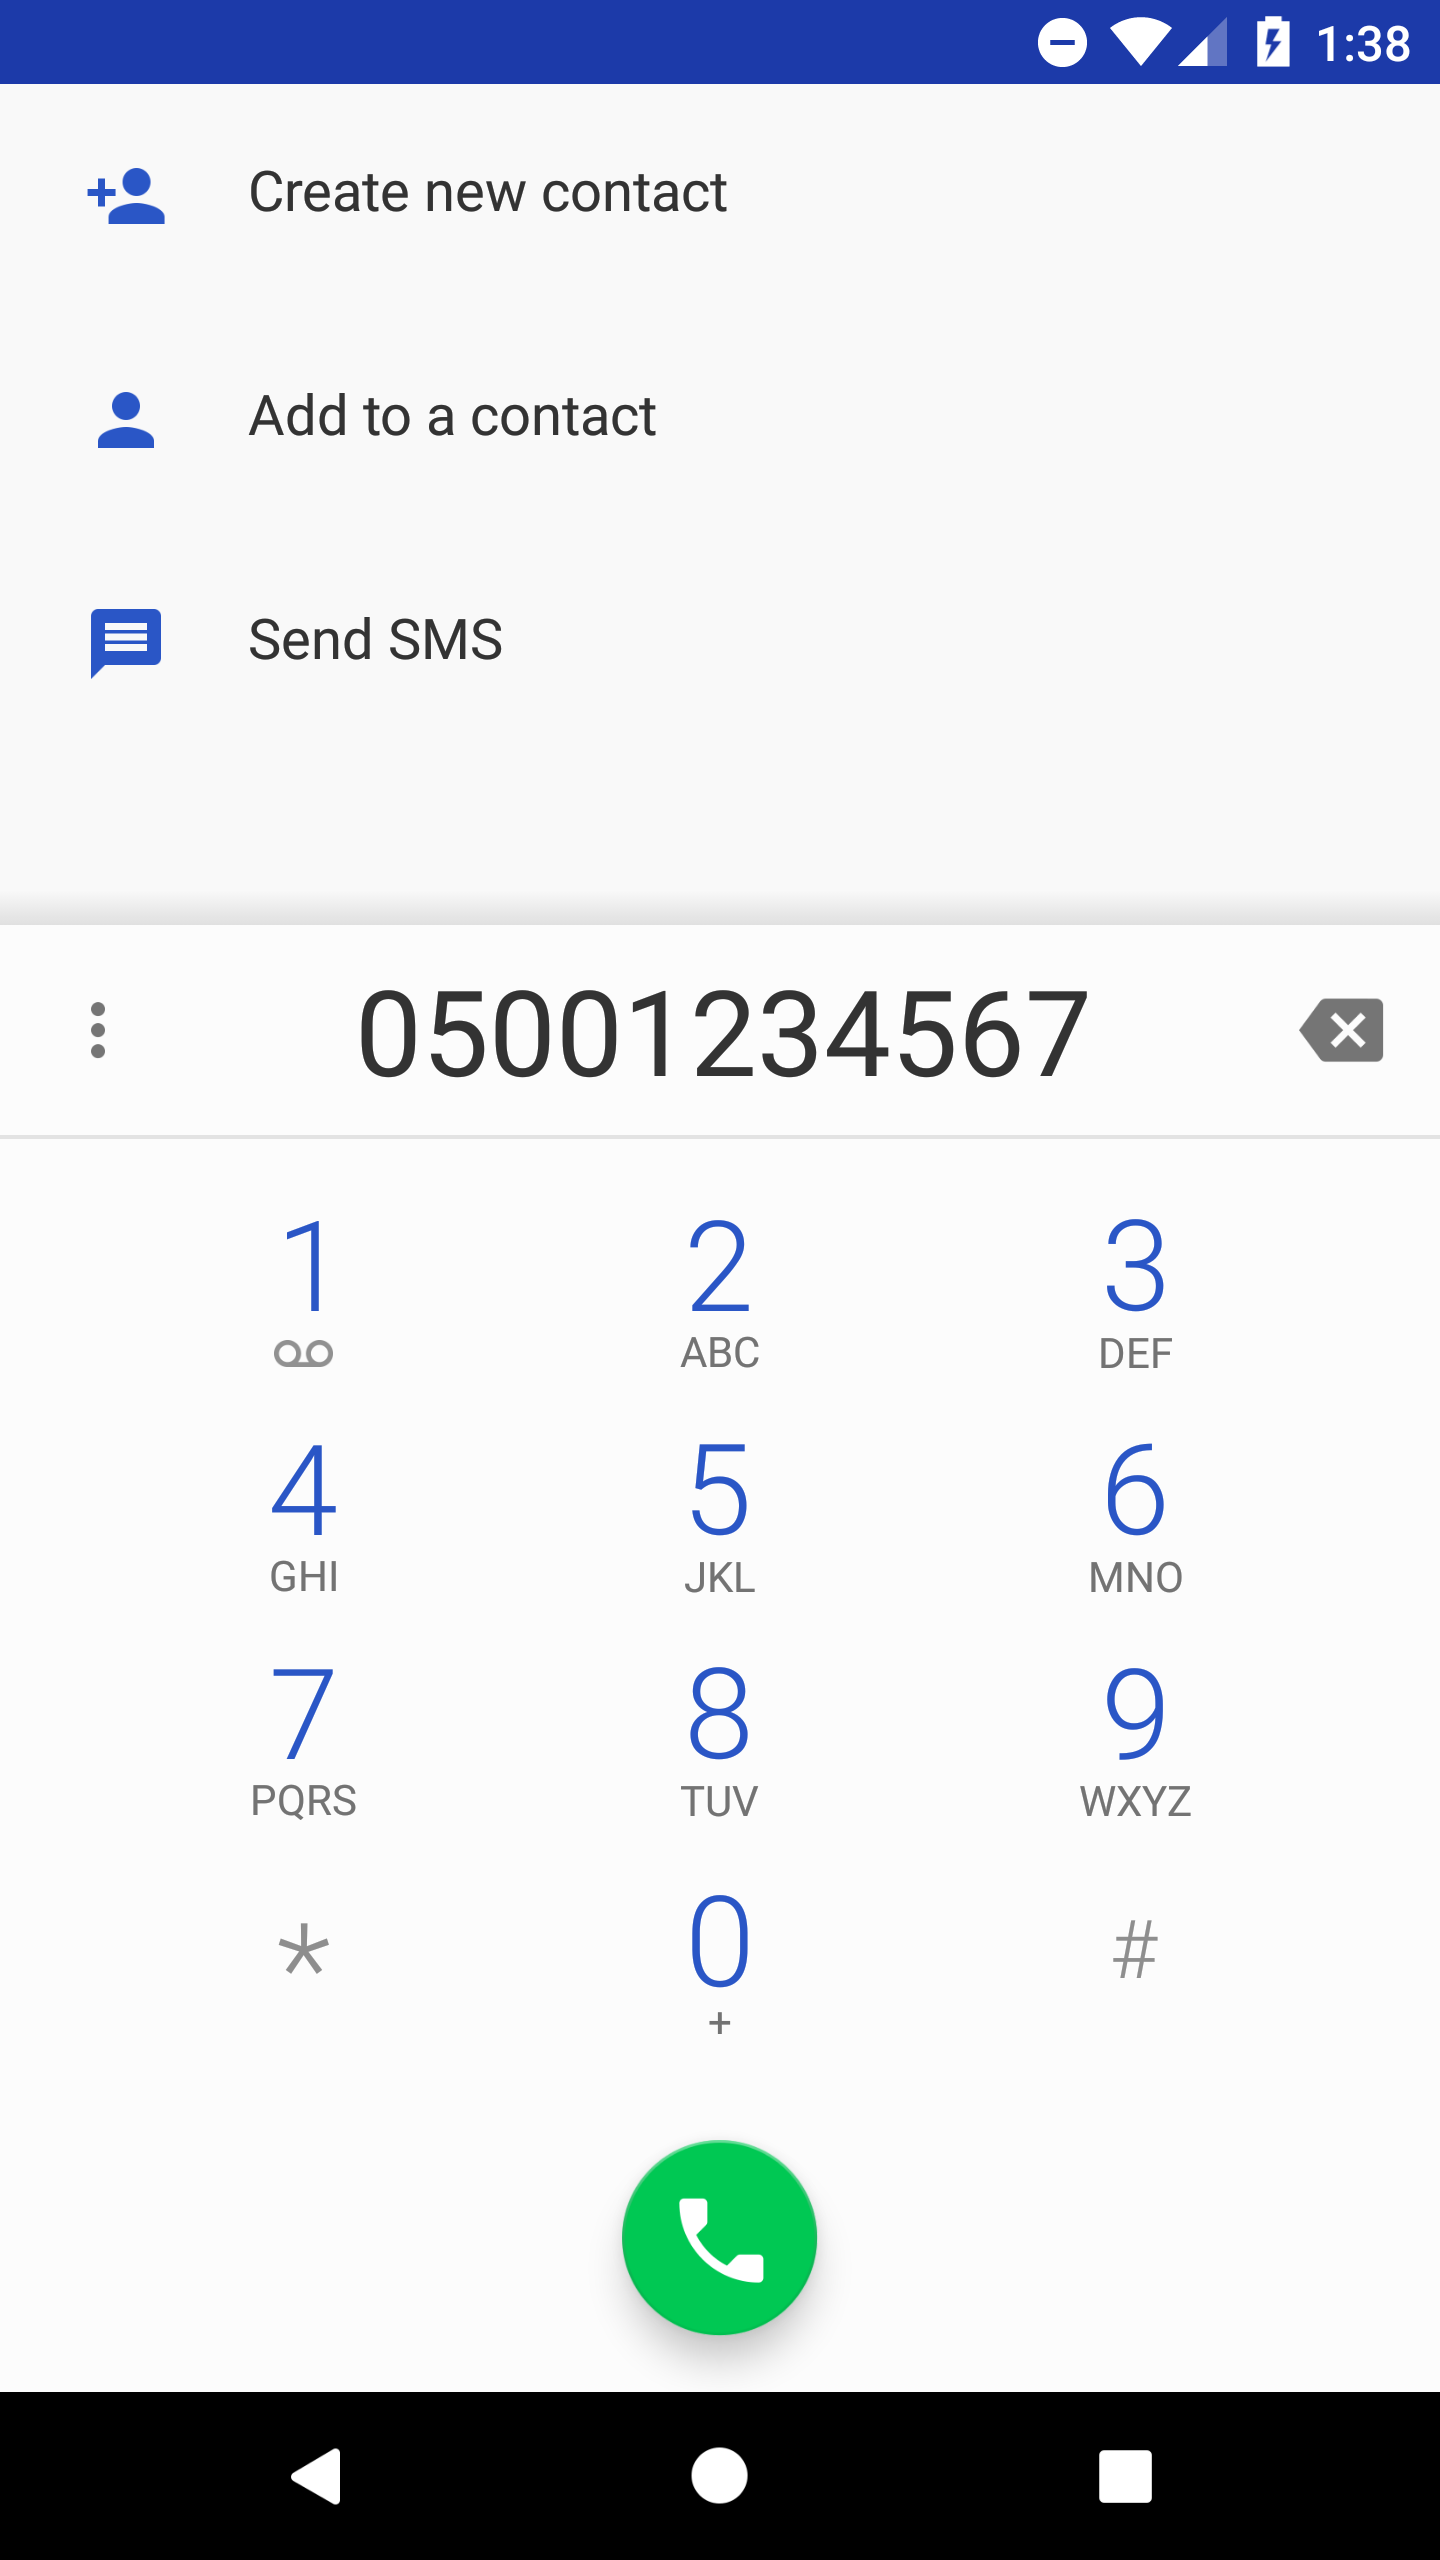 1:38
Create new contact
Add to a contact
Send SMS
05001234567
1 2 3
ABC DEF
4 5 6
GHI JKL MNO
7 8 9
PQRS TUV WXYZ
* 0 #
+